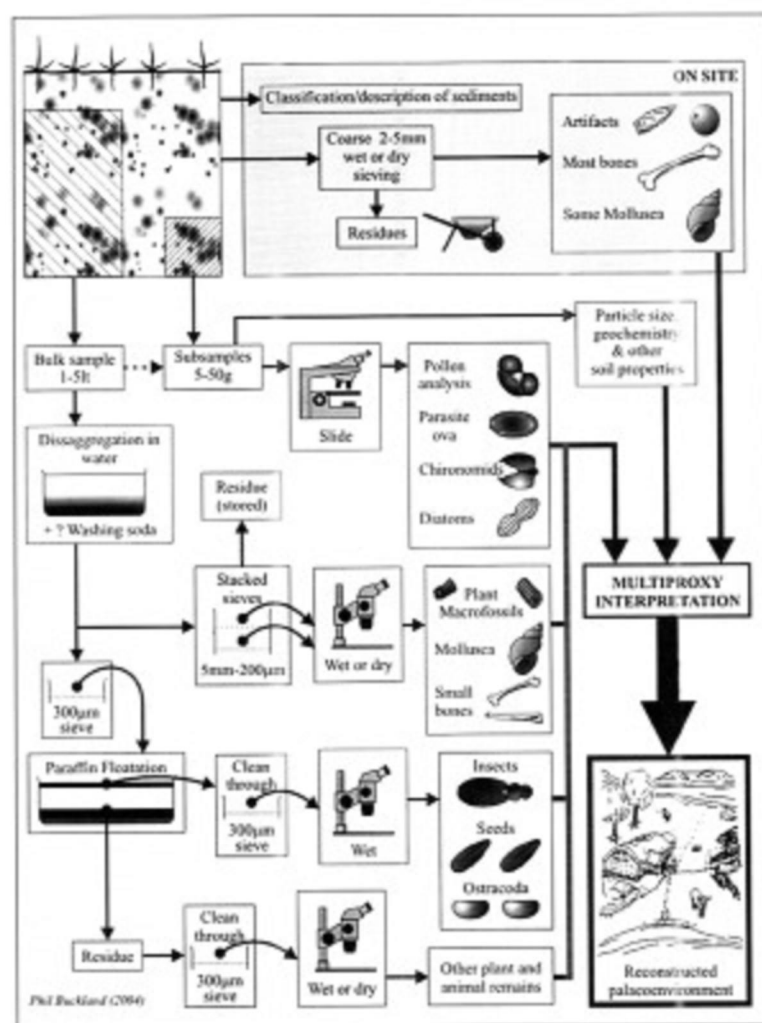 ON SITE
Classification/description of sediments
Coarse 2-5mm
wet or dry
sieving
Residues
Artifacts
Most bones
Some Mollusca
Bulk sample
1-5lt
Subsamples
5-50g
Slide
Pollen
analysis
Parasite
ova
Chironomids
Diatoms
Particle size,
geochemistry
& other
soil properties
Dissaggregation in
water
+ ? Washing soda
Residue
(stored)
Stacked
sieves
5mm-200µm
Wet or dry
Plant
Macrofossils
Mollusca
Small
bones
MULTIPROXY
INTERPRETATION
300µm
sieve
Paraffin Floatation
Clean
through
300µm
sieve
Wet
Insects
Seeds
Ostracoda
Residue
Clean
through
300µm
sieve
Wet or dry
Other plant and
animal remains
Reconstructed
palaeoenvironment
Phil Buckland (2004)